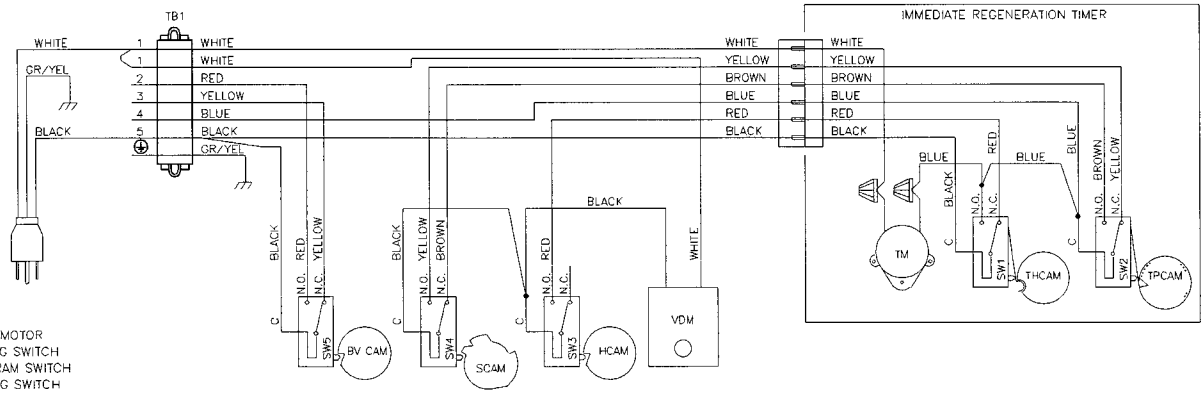 TB1
IMMEDIATE REGENERATION TIMER
WHITE 1 WHITE WHITE WHITE
1 WHITE YELLOW YELLOW
GR/YEL 2 RED BROWN BROWN
3 YELLOW BLUE BLUE
4 BLUE RED RED
BLACK 5 BLACK BLACK BLACK
GR/YEL
BLUE RED BLUE BLUE BROWN YELLOW
BLACK N.O. N.C. N.O. N.C.
BLACK
BLACK RED YELLOW BLACK YELLOW BROWN RED WHITE
N.O. N.C. N.O. N.C. N.O. N.C.
TM C SW1 THCAM C SW2 TPCAM
C SW5 BV CAM C SW4 SCAM C SW3 HCAM VDM
MOTOR
G SWITCH
RAM SWITCH
G SWITCH